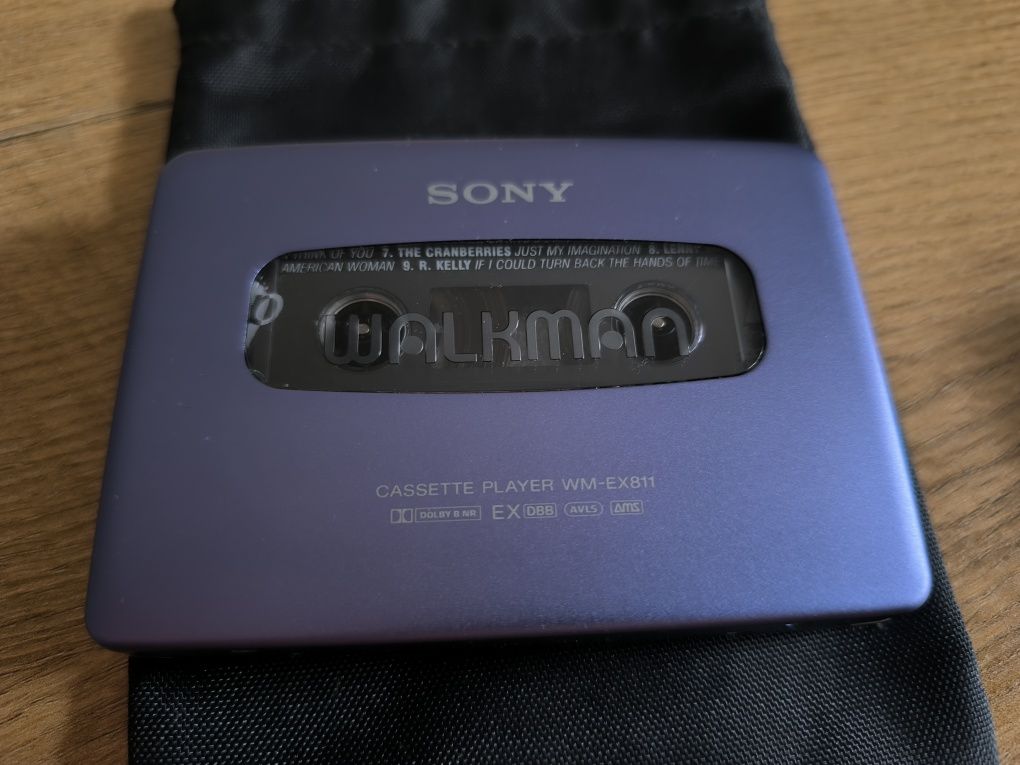 SONY
THINK OF YOU 7. THE CRANBERRIES JUST MY IMAGINATION 8. LENNY
AMERICAN WOMAN 9. R. KELLY IF I COULD TURN BACK THE HANDS OF TIME
WALKMAN
CASSETTE PLAYER WM-EX811
DOLBY B NR EX DBB AVLS AMS